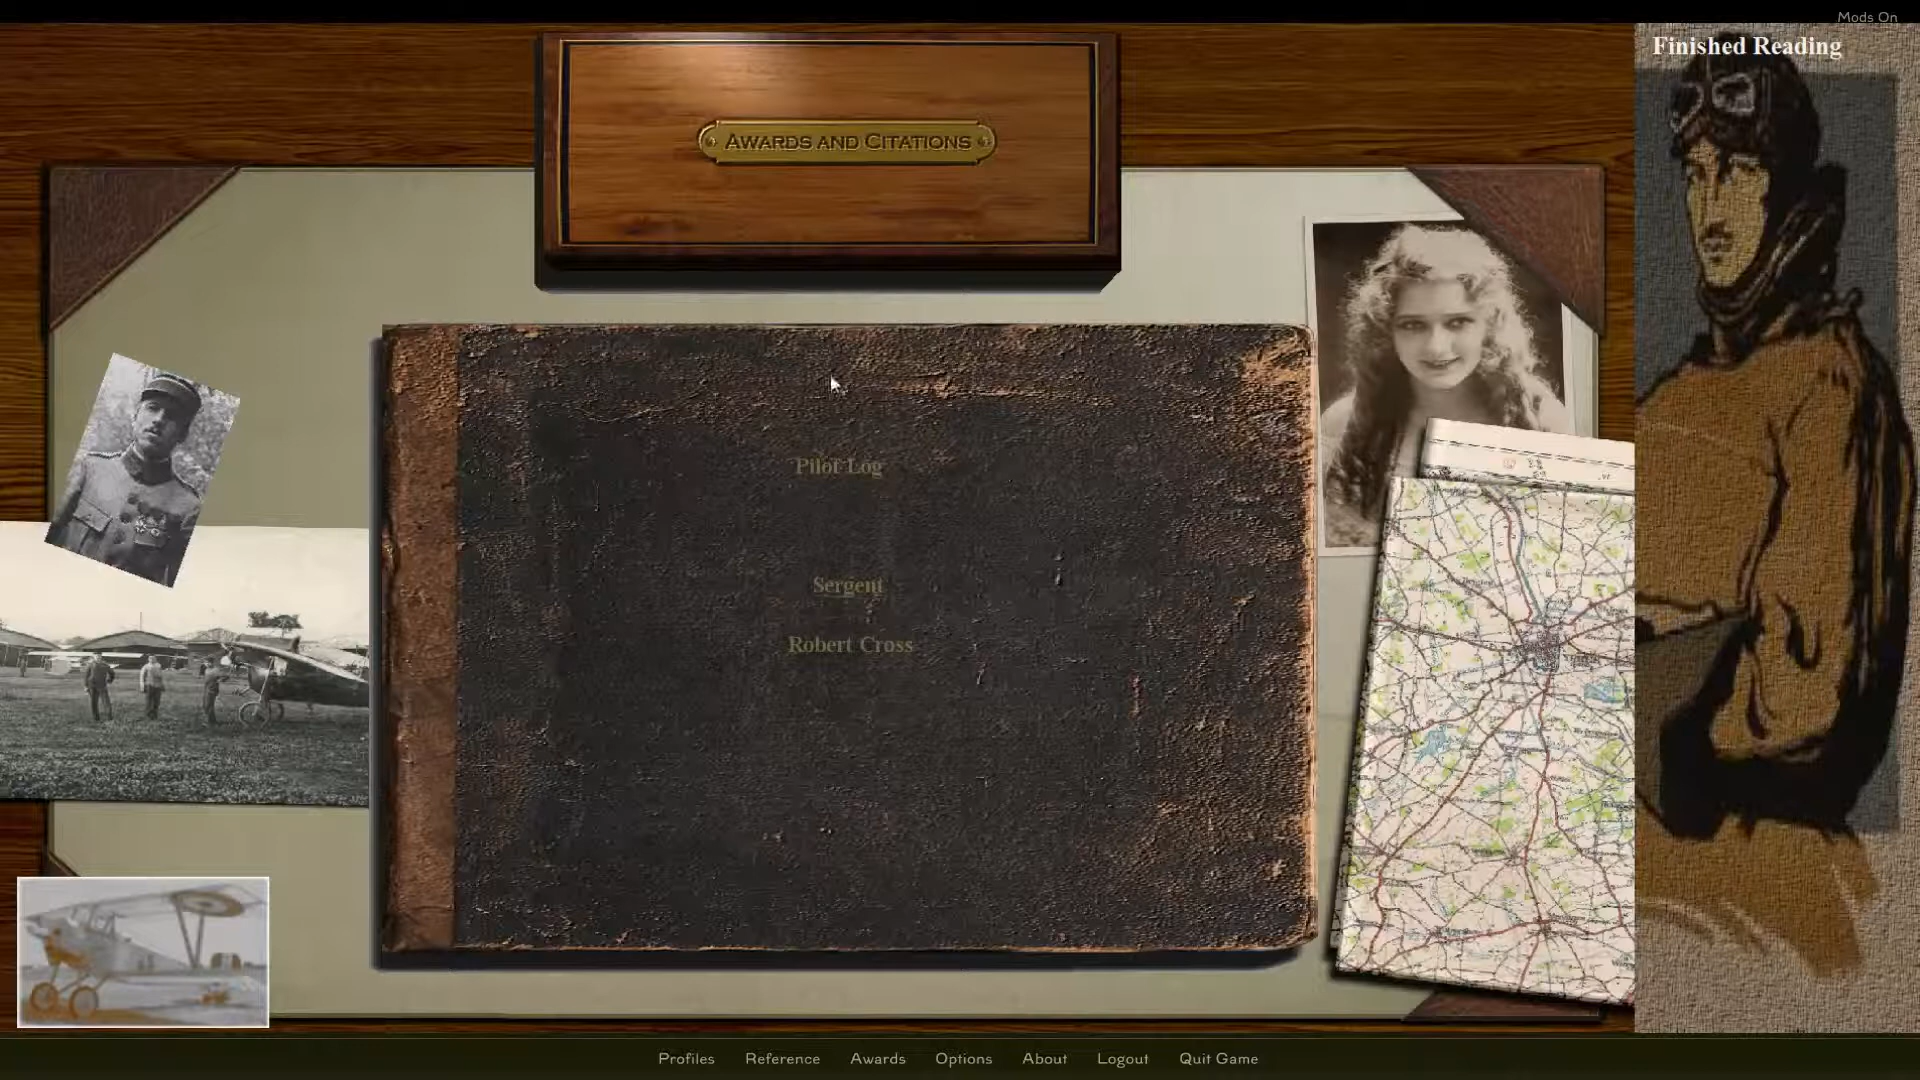 Mods On
Finished Reading
AWARDS AND CITATIONS
Pilot Log
Sergent
Robert Cross
Profiles Reference Awards Options About Logout Quit Game